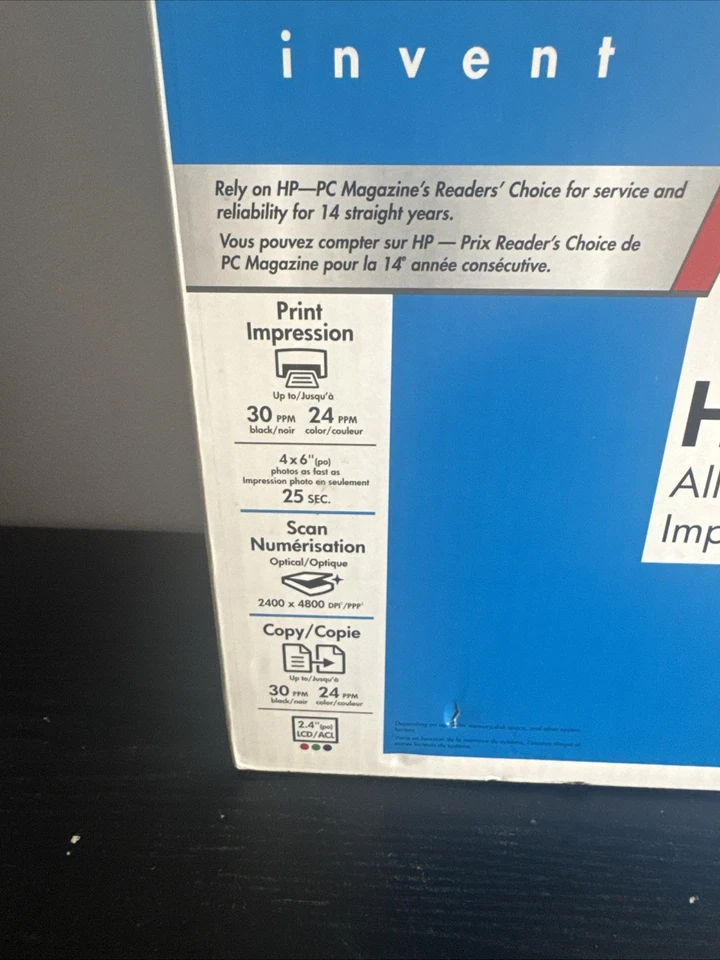 invent
Rely on HP—PC Magazine's Readers' Choice for service and
reliability for 14 straight years.
Vous pouvez compter sur HP — Prix Reader's Choice de
PC Magazine pour la 14e année consécutive.
Print
Impression
Up to/Jusqu'à
30 PPM 24 PPM
black/noir color/couleur
4x6"(po)
photos as fast as
Impression photo en seulement
25 SEC.
Scan
Numérisation
Optical/Optique
2400 x 4800 DPI/PPP
Copy/Copie
Up to/Jusqu'à
30 PPM 24 PPM
black/noir color/couleur
2.4"(po)
LCD/ACL
H
All
Imp
Depending on